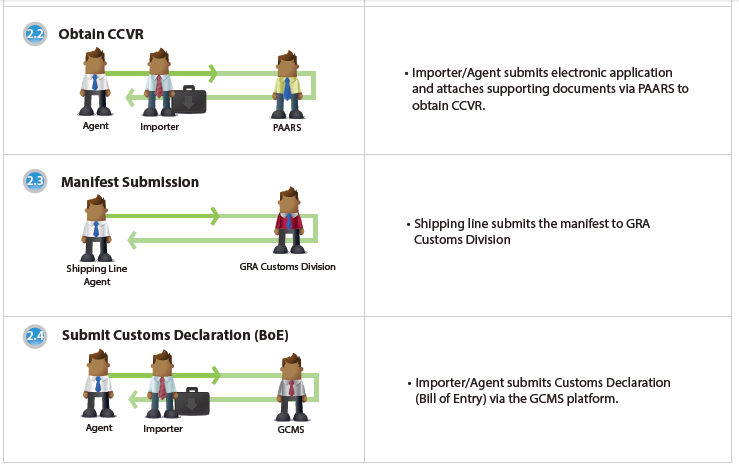 2.2 Obtain CCVR
Agent
Importer
PAARS
• Importer/Agent submits electronic application
and attaches supporting documents via PAARS to
obtain CCVR.
2.3 Manifest Submission
Shipping Line
Agent
GRA Customs Division
• Shipping line submits the manifest to GRA
Customs Division
2.4 Submit Customs Declaration (BoE)
Agent
Importer
GCMS
• Importer/Agent submits Customs Declaration
(Bill of Entry) via the GCMS platform.